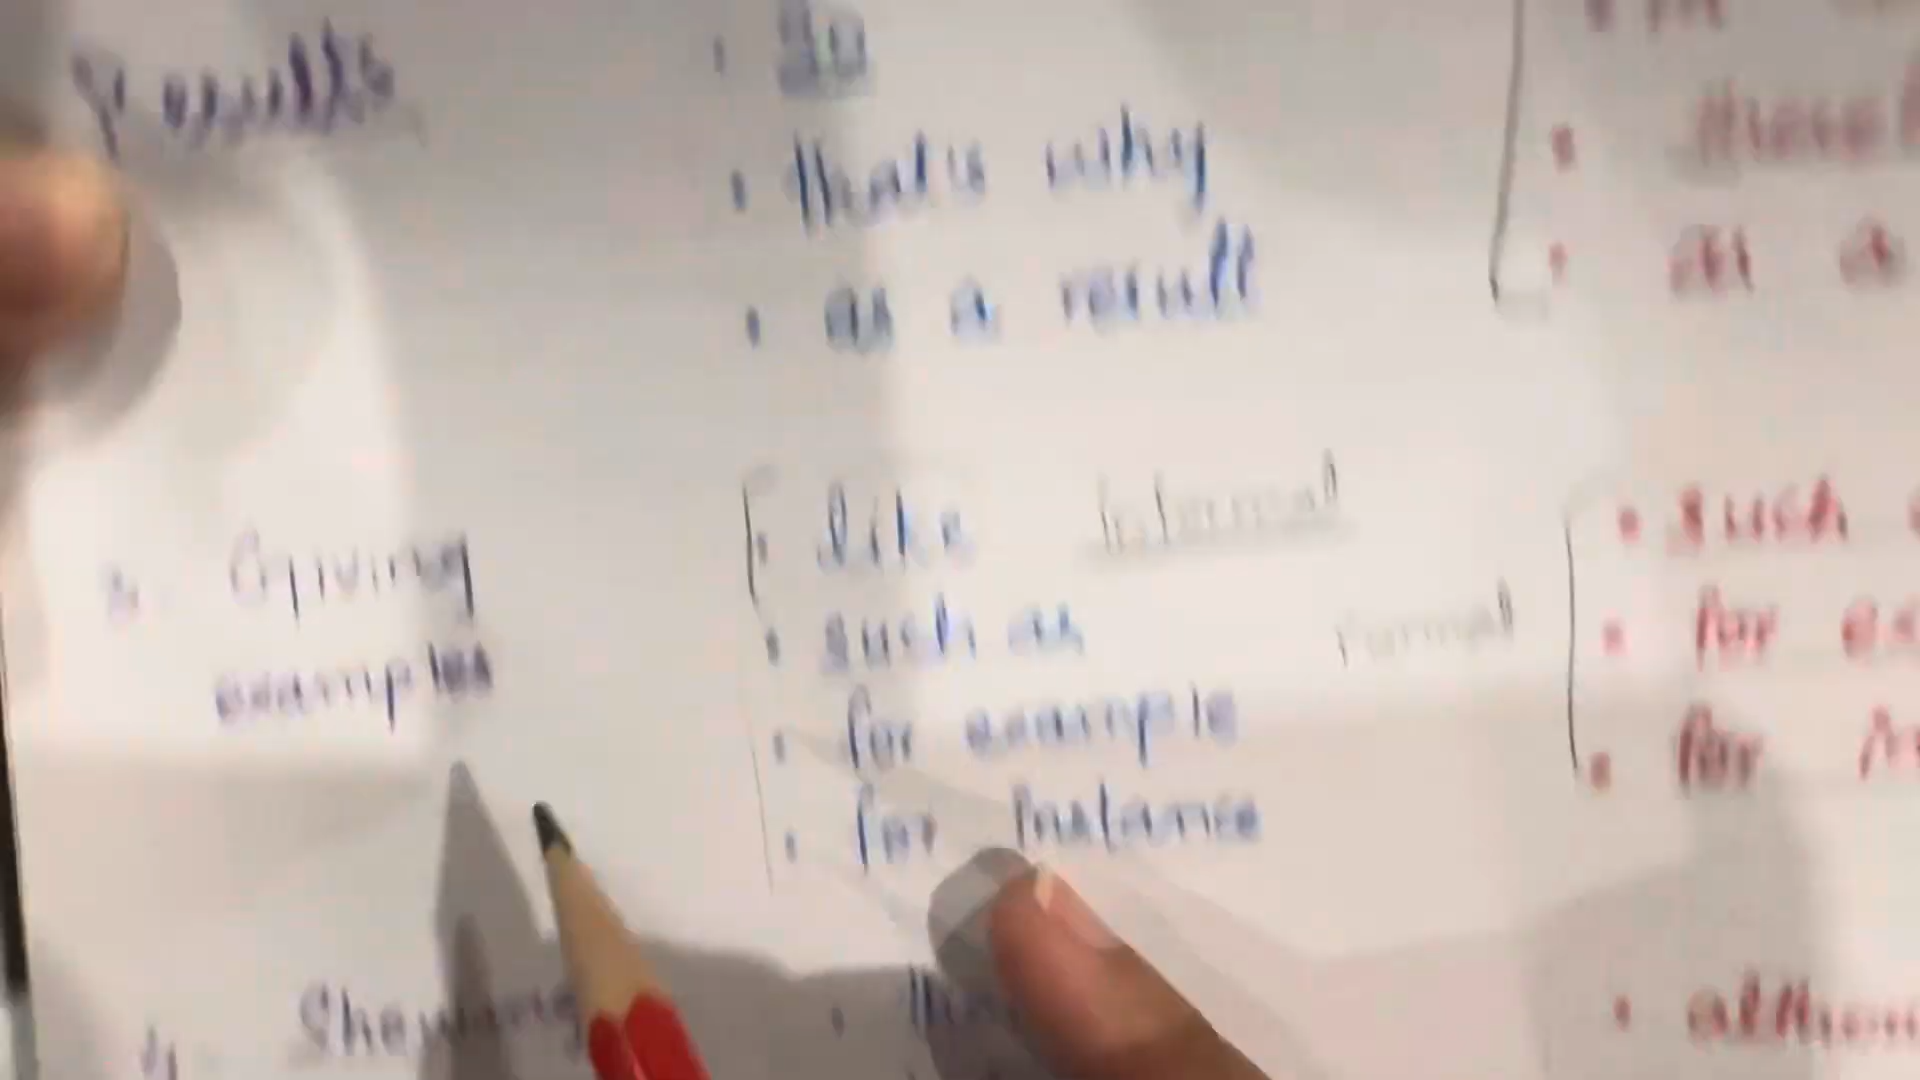 results
• so
• that's why
• as a result
• as a
Giving
examples
• like Informal
• such as Formal
• for example
• for Instance
• such
• for
• for
4. Showing